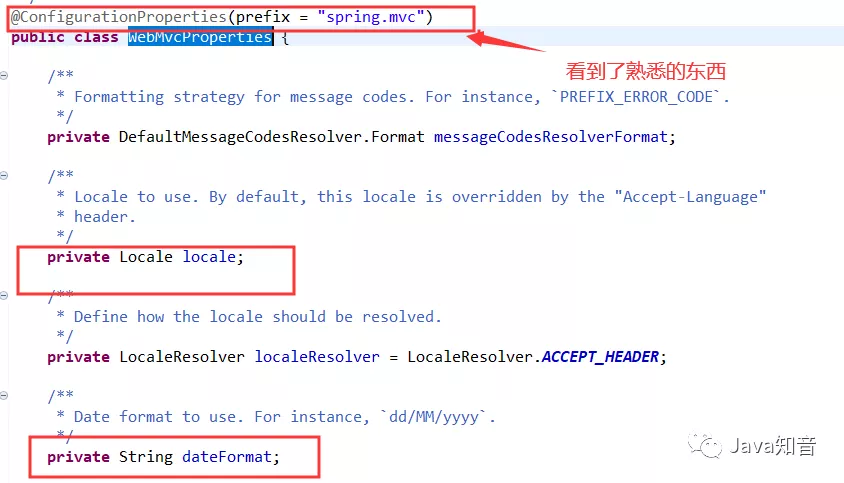 @ConfigurationProperties(prefix = "spring.mvc")
public class WebMvcProperties {
看到了熟悉的东西
/**
* Formatting strategy for message codes. For instance, `PREFIX_ERROR_CODE`.
*/
private DefaultMessageCodesResolver.Format messageCodesResolverFormat;
/**
* Locale to use. By default, this locale is overridden by the "Accept-Language"
* header.
*/
private Locale locale;
/**
* Define how the locale should be resolved.
*/
private LocaleResolver localeResolver = LocaleResolver.ACCEPT_HEADER;
/**
* Date format to use. For instance, `dd/MM/yyyy`.
*/
private String dateFormat;
Java知音